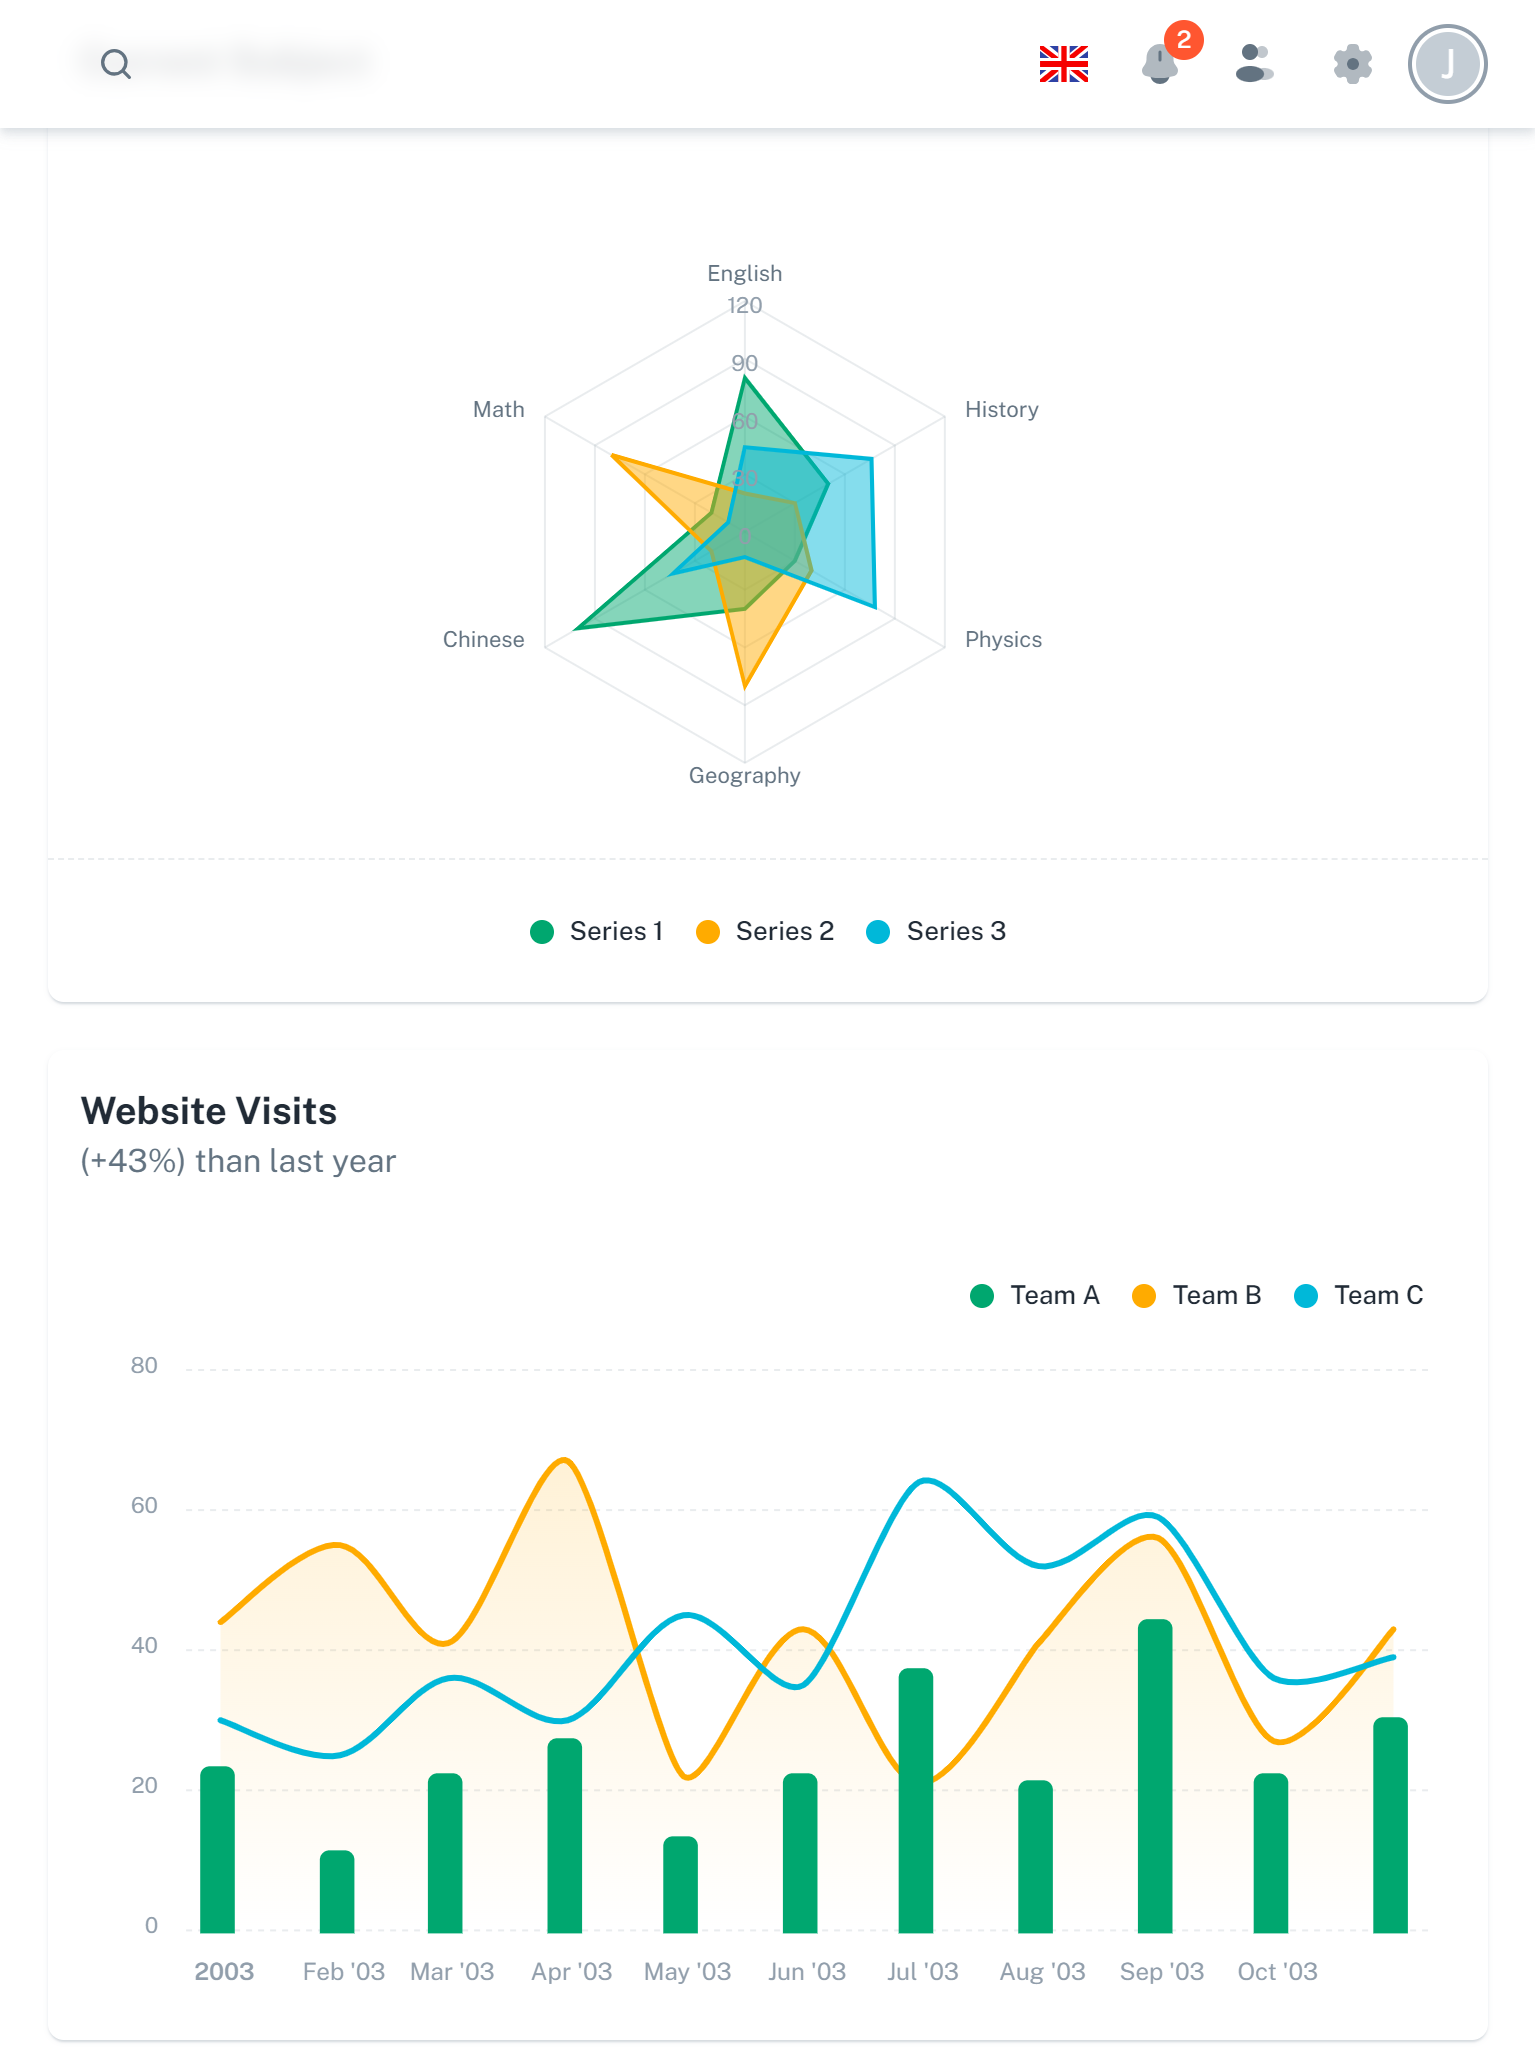 2
J
English
120
90
60
30
0
Math
History
Chinese
Physics
Geography
Series 1 Series 2 Series 3
Website Visits
(+43%) than last year
Team A Team B Team C
80
60
40
20
0
2003 Feb '03 Mar '03 Apr '03 May '03 Jun '03 Jul '03 Aug '03 Sep '03 Oct '03